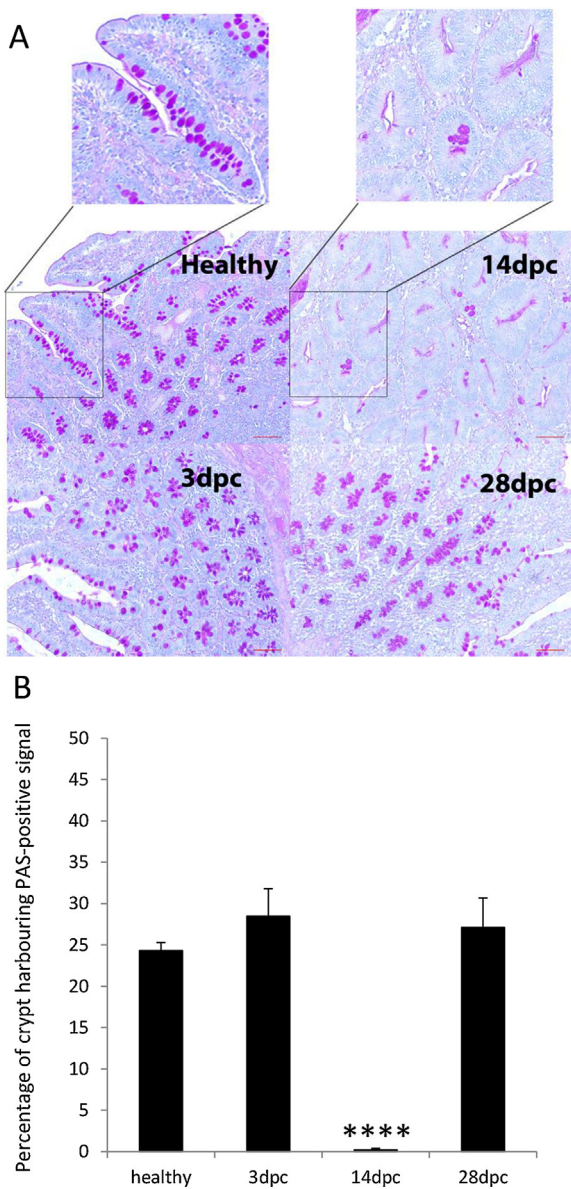 A
Healthy
14dpc
3dpc
28dpc
B
Percentage of crypt harbouring PAS-positive signal
50
45
40
35
30
25
20
15
10
5
0
****
healthy
3dpc
14dpc
28dpc